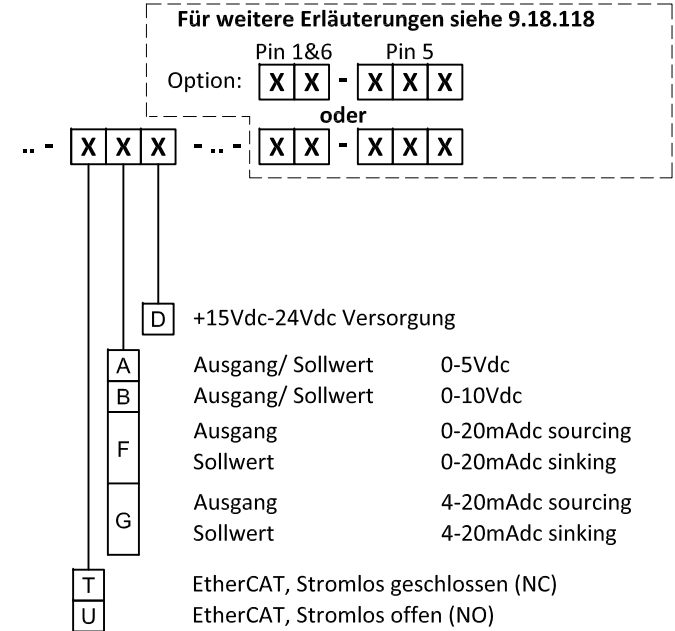 Für weitere Erläuterungen siehe 9.18.118
Pin 1&6 Pin 5
Option: X X - X X X
oder
.. - X X X - .. - X X - X X X
D +15Vdc-24Vdc Versorgung
A Ausgang/ Sollwert 0-5Vdc
B Ausgang/ Sollwert 0-10Vdc
F Ausgang 0-20mAdc sourcing
Sollwert 0-20mAdc sinking
G Ausgang 4-20mAdc sourcing
Sollwert 4-20mAdc sinking
T EtherCAT, Stromlos geschlossen (NC)
U EtherCAT, Stromlos offen (NO)